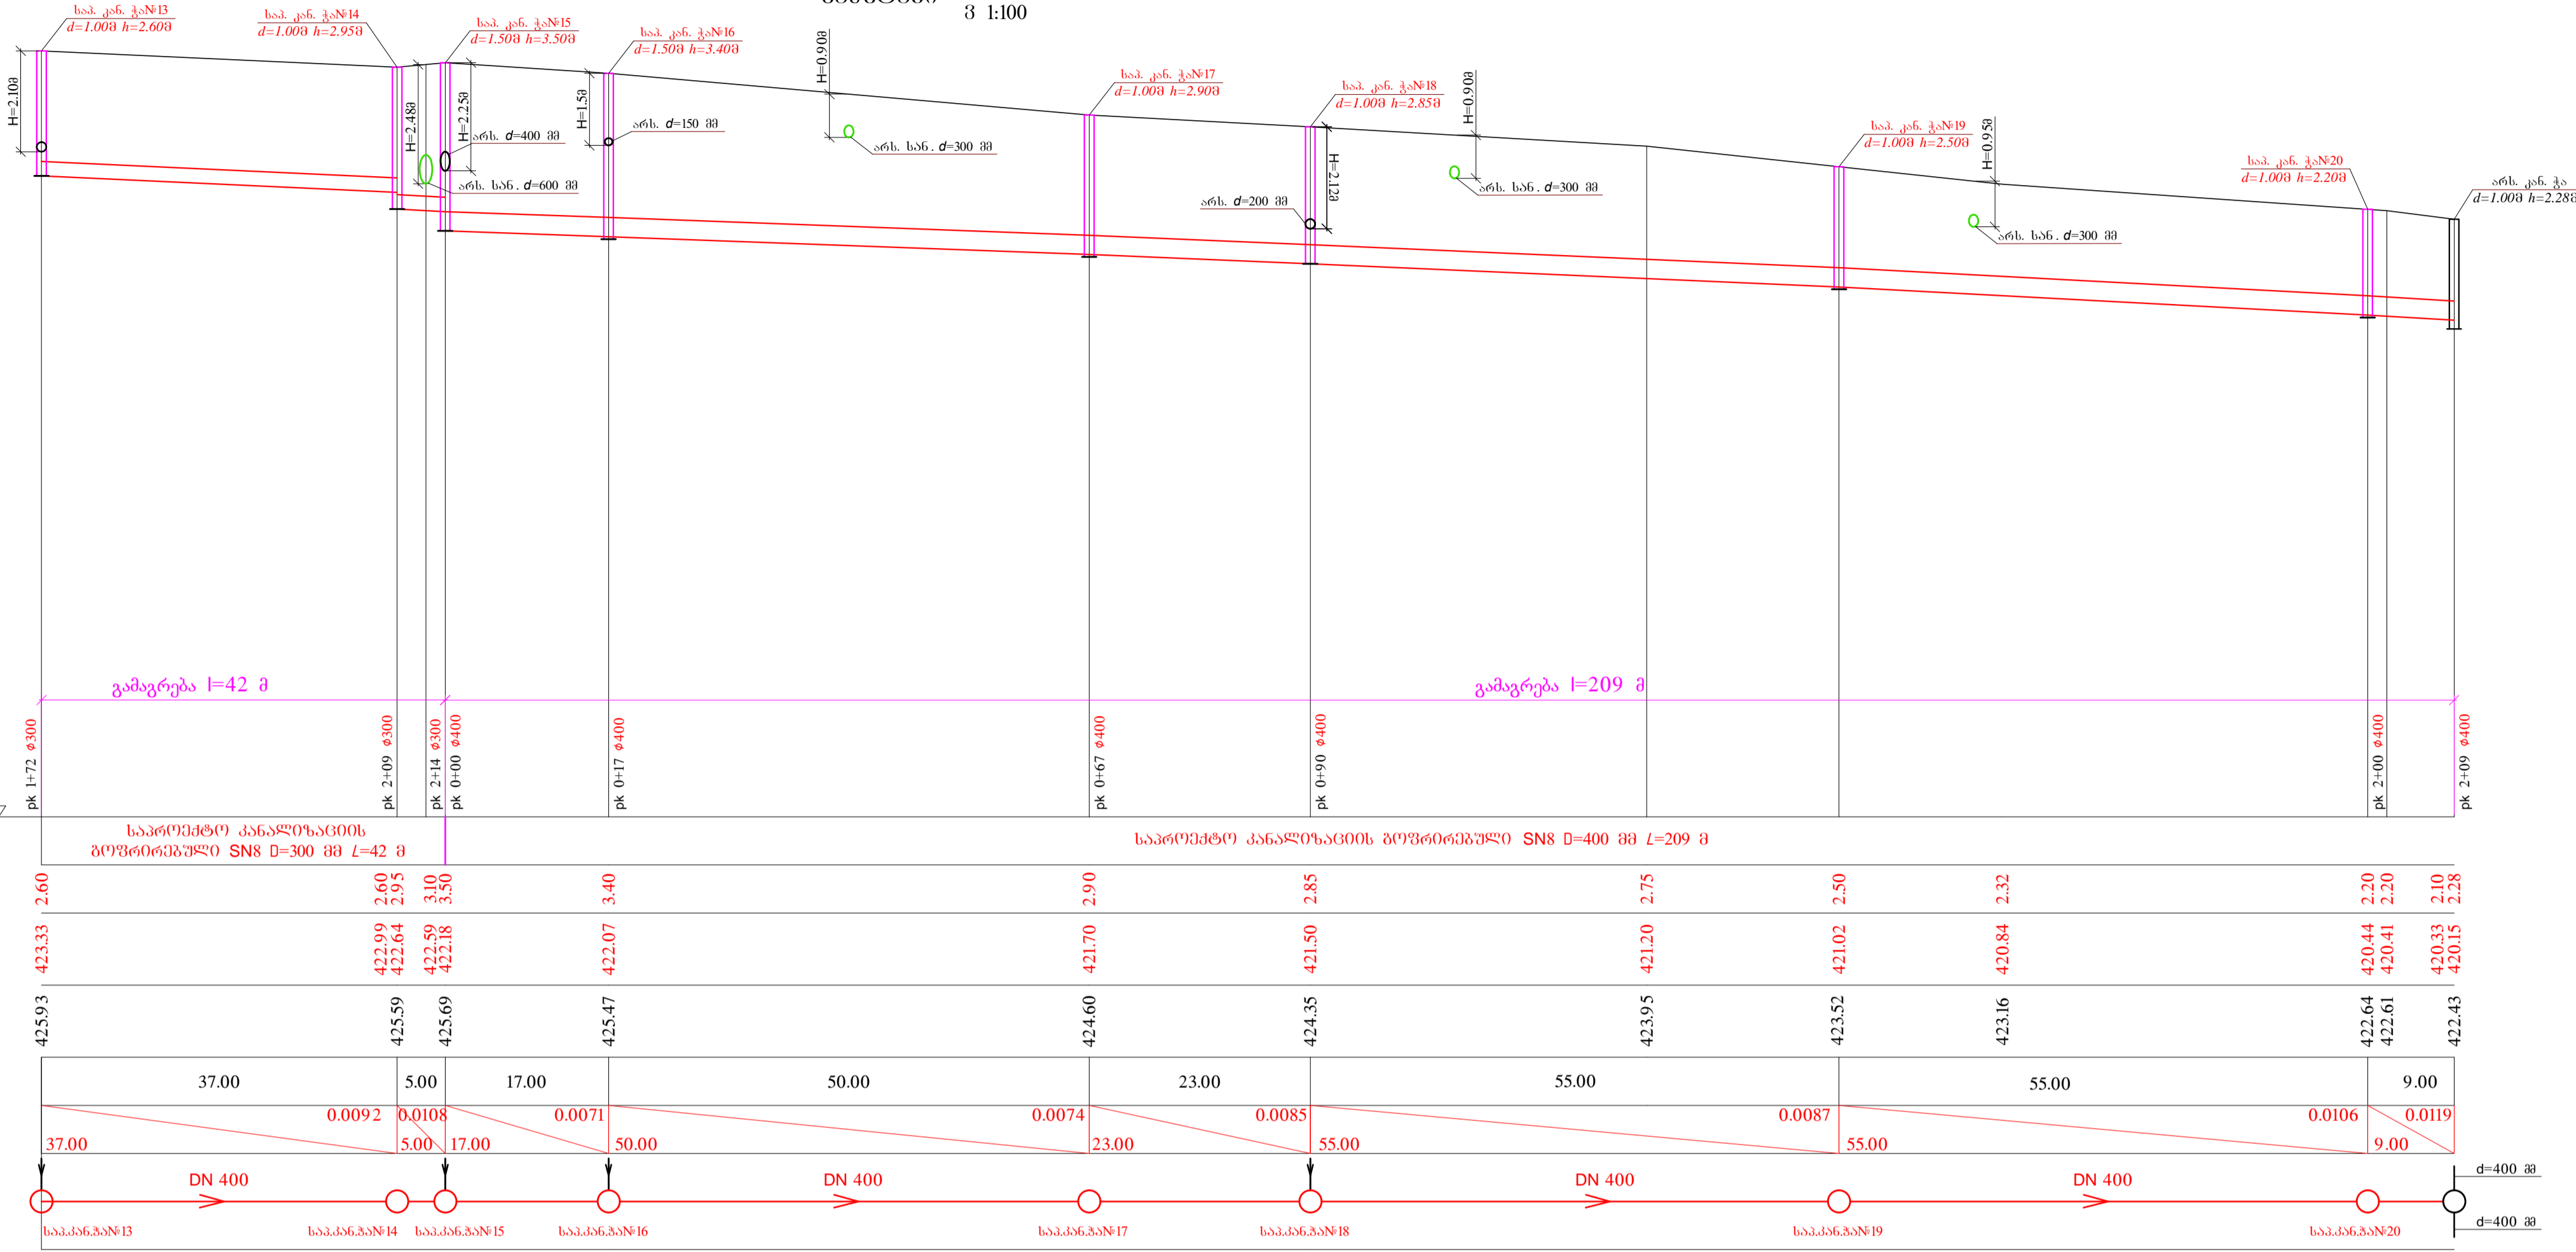 3 1:100
საპ. კან. ჭა№13
d=1.00მ h=2.60მ
საპ. კან. ჭა№14
d=1.00მ h=2.95მ
საპ. კან. ჭა№15
d=1.50მ h=3.50მ
საპ. კან. ჭა№16
d=1.50მ h=3.40მ
საპ. კან. ჭა№17
d=1.00მ h=2.90მ
საპ. კან. ჭა№18
d=1.00მ h=2.85მ
საპ. კან. ჭა№19
d=1.00მ h=2.50მ
საპ. კან. ჭა№20
d=1.00მ h=2.20მ
არს. კან. ჭა
d=1.00მ h=2.28მ
H=2.10მ
H=2.48მ
H=2.25მ
არს. d=400 მმ
არს. სან. d=600 მმ
H=1.5მ
არს. d=150 მმ
H=0.90მ
არს. სან. d=300 მმ
არს. d=200 მმ
H=2.12მ
H=0.90მ
არს. სან. d=300 მმ
H=0.95მ
არს. სან. d=300 მმ
გამაგრება l=42 მ
გამაგრება l=209 მ
pk 1+72 ⌀300
pk 2+09 ⌀300
pk 2+14 ⌀300
pk 0+00 ⌀400
pk 0+17 ⌀400
pk 0+67 ⌀400
pk 0+90 ⌀400
pk 2+00 ⌀400
pk 2+09 ⌀400
საპროექტო კანალიზაციის
გოფრირებული SN8 D=300 მმ L=42 მ
საპროექტო კანალიზაციის გოფრირებული SN8 D=400 მმ L=209 მ
2.60 2.60 2.95 3.10 3.50 3.40 2.90 2.85 2.75 2.50 2.32 2.20 2.20 2.10 2.28
423.33 422.99 422.64 422.59 422.18 422.07 421.70 421.50 421.20 421.02 420.84 420.44 420.41 420.33 420.15
425.93 425.59 425.69 425.47 424.60 424.35 423.95 423.52 423.16 422.64 422.61 422.43
37.00 5.00 17.00 50.00 23.00 55.00 55.00 9.00
0.0092 0.0108 0.0071 0.0074 0.0085 0.0087 0.0106 0.0119
37.00 5.00 17.00 50.00 23.00 55.00 55.00 9.00
DN 400 DN 400 DN 400 DN 400
d=400 მმ
საპ.კან.ჭა№13 საპ.კან.ჭა№14 საპ.კან.ჭა№15 საპ.კან.ჭა№16 საპ.კან.ჭა№17 საპ.კან.ჭა№18 საპ.კან.ჭა№19 საპ.კან.ჭა№20
d=400 მმ